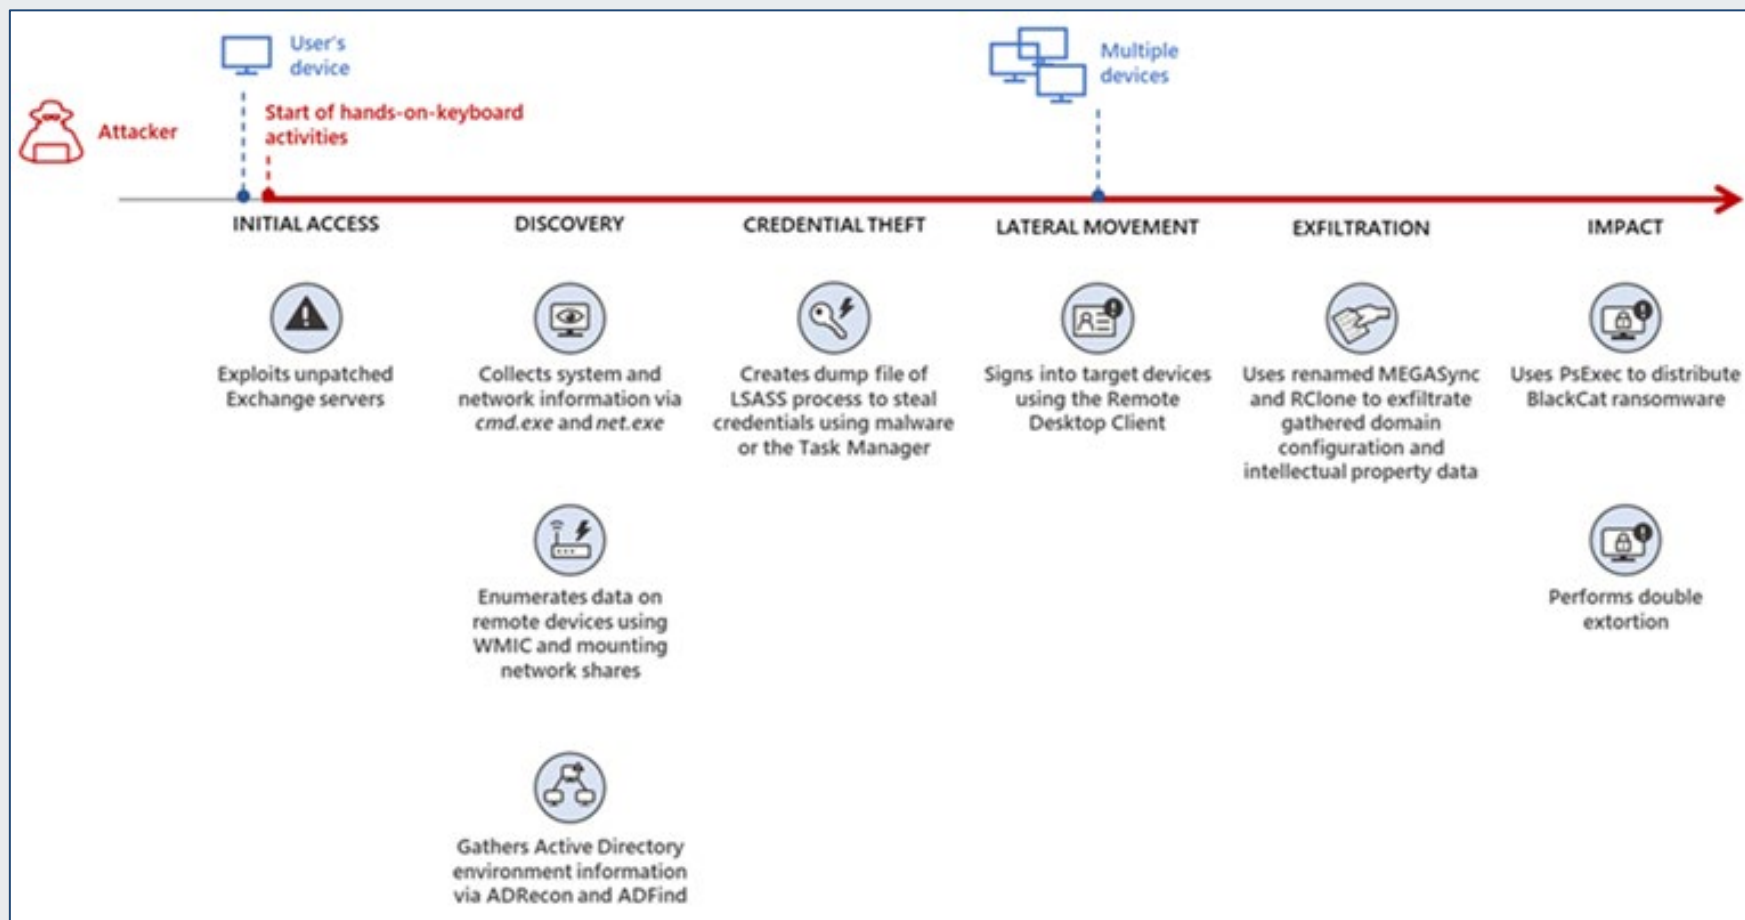 User's
device
Multiple
devices
Attacker
Start of hands-on-keyboard
activities
INITIAL ACCESS
DISCOVERY
CREDENTIAL THEFT
LATERAL MOVEMENT
EXFILTRATION
IMPACT
Exploits unpatched
Exchange servers
Collects system and
network information via
cmd.exe and net.exe
Enumerates data on
remote devices using
WMIC and mounting
network shares
Gathers Active Directory
environment information
via ADRecon and ADFind
Creates dump file of
LSASS process to steal
credentials using malware
or the Task Manager
Signs into target devices
using the Remote
Desktop Client
Uses renamed MEGASync
and RClone to exfiltrate
gathered domain
configuration and
intellectual property data
Uses PsExec to distribute
BlackCat ransomware
Performs double
extortion